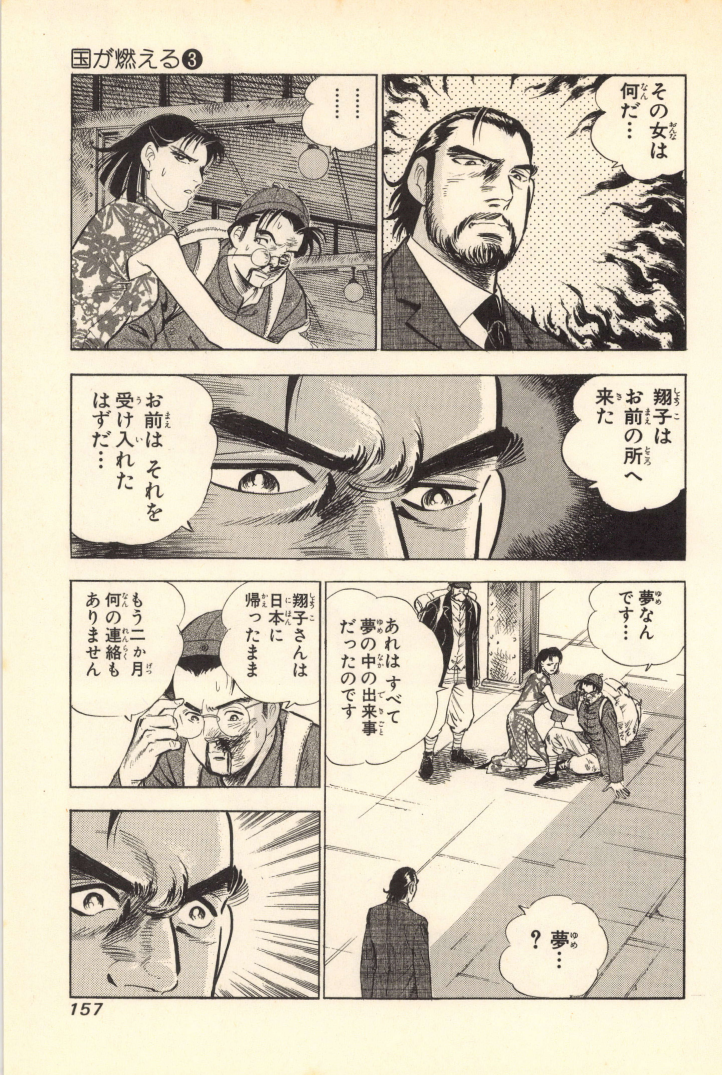 国が燃える❸
その女は
何だ…
……
……
翔子は
お前の所へ
来た
お前は それを
受け入れた
はずだ…
夢なん
です…
あれは すべて
夢の中の出来事
だったのです
夢…
?
翔子さんは
日本に
帰ったまま
もう二か月
何の連絡も
ありません
157